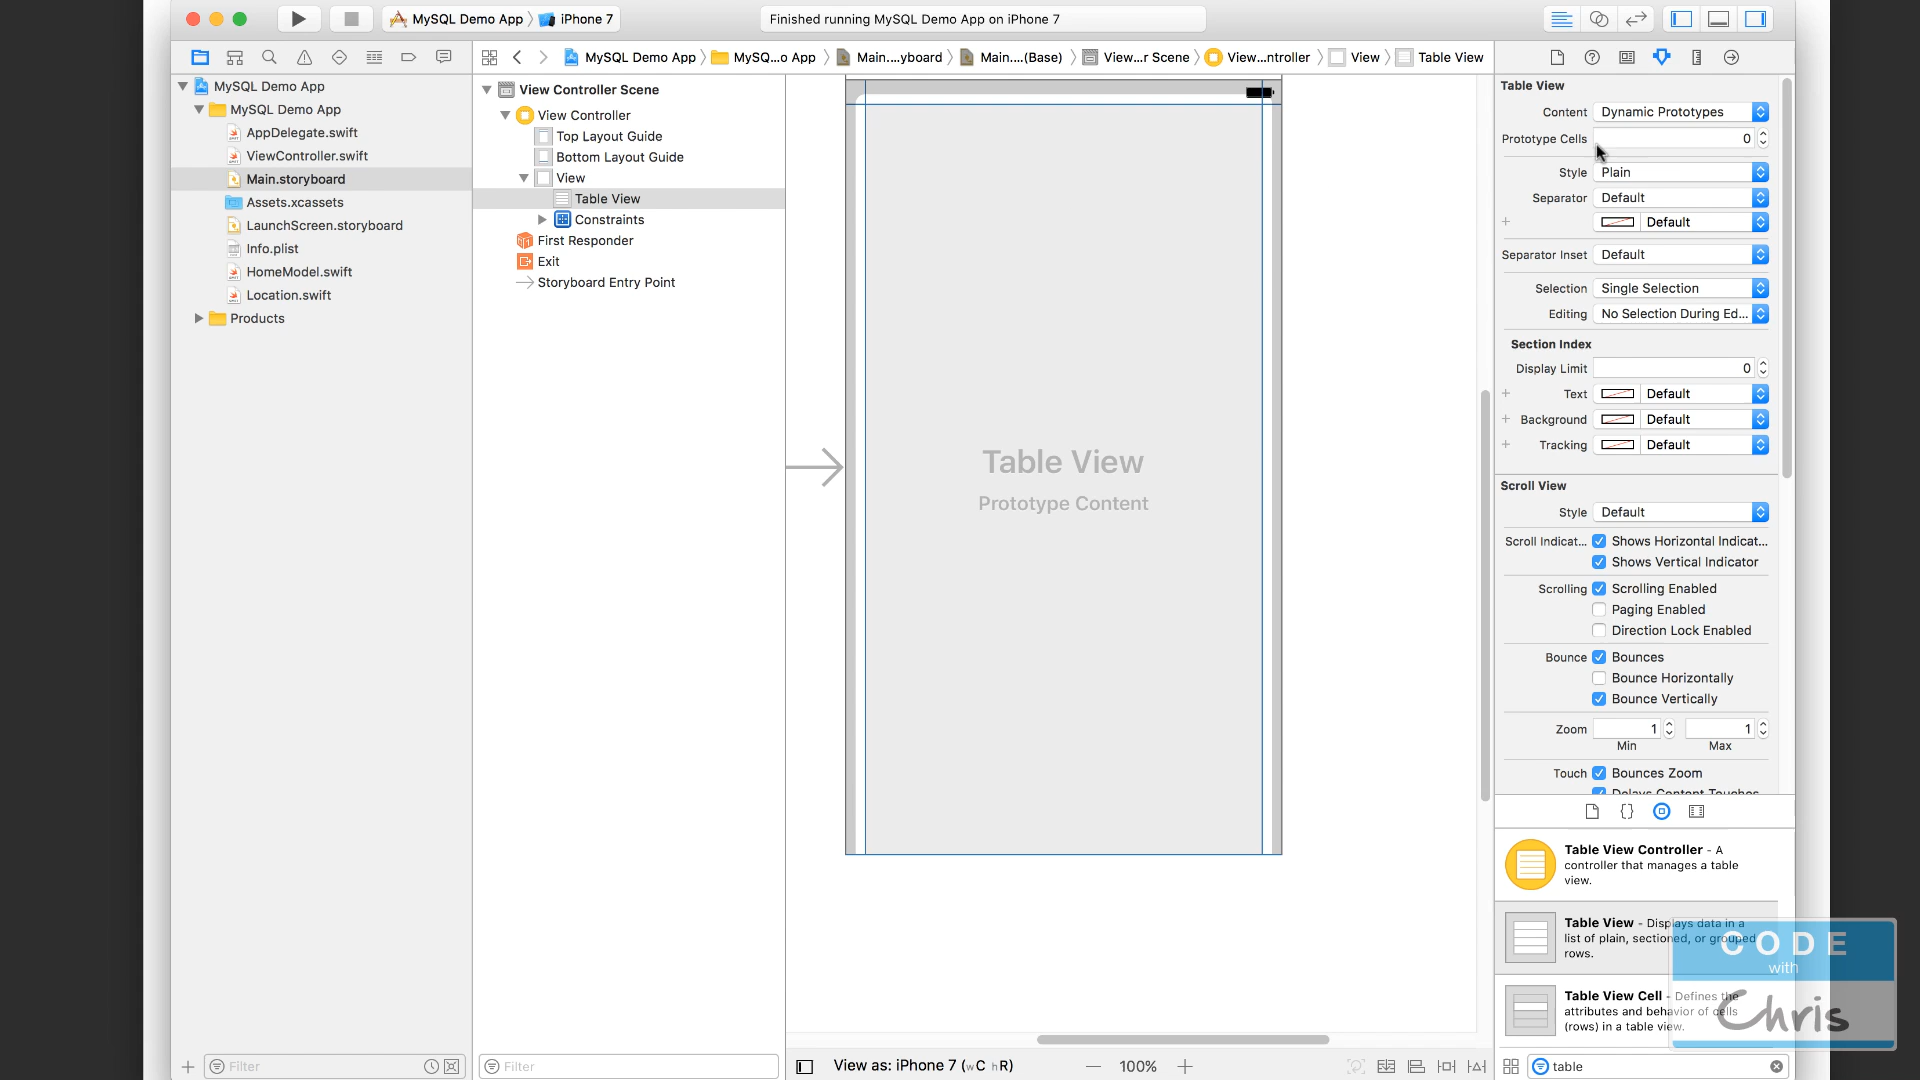 MySQL Demo App
iPhone 7
Finished running MySQL Demo App on iPhone 7
MySQL Demo App
MySQ...o App
Main....yboard
Main....(Base)
View...r Scene
View...ntroller
View
Table View
MySQL Demo App
MySQL Demo App
AppDelegate.swift
ViewController.swift
Main.storyboard
Assets.xcassets
LaunchScreen.storyboard
Info.plist
HomeModel.swift
Location.swift
Products
Filter
View Controller Scene
View Controller
Top Layout Guide
Bottom Layout Guide
View
Table View
Constraints
First Responder
Exit
Storyboard Entry Point
Filter
Table View
Prototype Content
View as: iPhone 7 (wC hR)
100%
Table View
Content Dynamic Prototypes
Prototype Cells 0
Style Plain
Separator Default
Default
Separator Inset Default
Selection Single Selection
Editing No Selection During Ed...
Section Index
Display Limit 0
Text Default
Background Default
Tracking Default
Scroll View
Style Default
Scroll Indicat... Shows Horizontal Indicat...
Shows Vertical Indicator
Scrolling Scrolling Enabled
Paging Enabled
Direction Lock Enabled
Bounce Bounces
Bounce Horizontally
Bounce Vertically
Zoom 1 1
Min Max
Touch Bounces Zoom
Delays Content Touches
Table View Controller - A
controller that manages a table
view.
Table View - Displays data in a
list of plain, sectioned, or grouped
rows.
Table View Cell - Defines the
attributes and behavior of cells
(rows) in a table view.
table
CODE
with
Chris